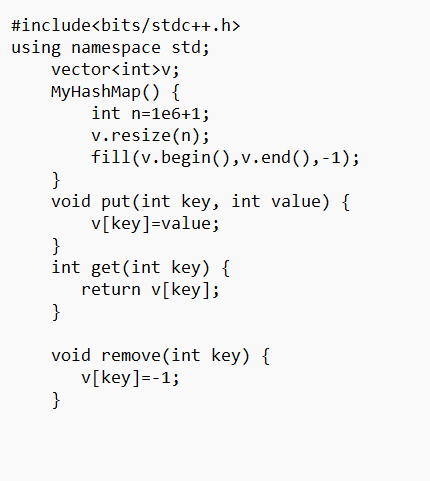 #include<bits/stdc++.h>
using namespace std;
    vector<int>v;
    MyHashMap() {
        int n=1e6+1;
        v.resize(n);
        fill(v.begin(),v.end(),-1);
    }
    void put(int key, int value) {
        v[key]=value;
    }
    int get(int key) {
       return v[key];
    }

    void remove(int key) {
       v[key]=-1;
    }